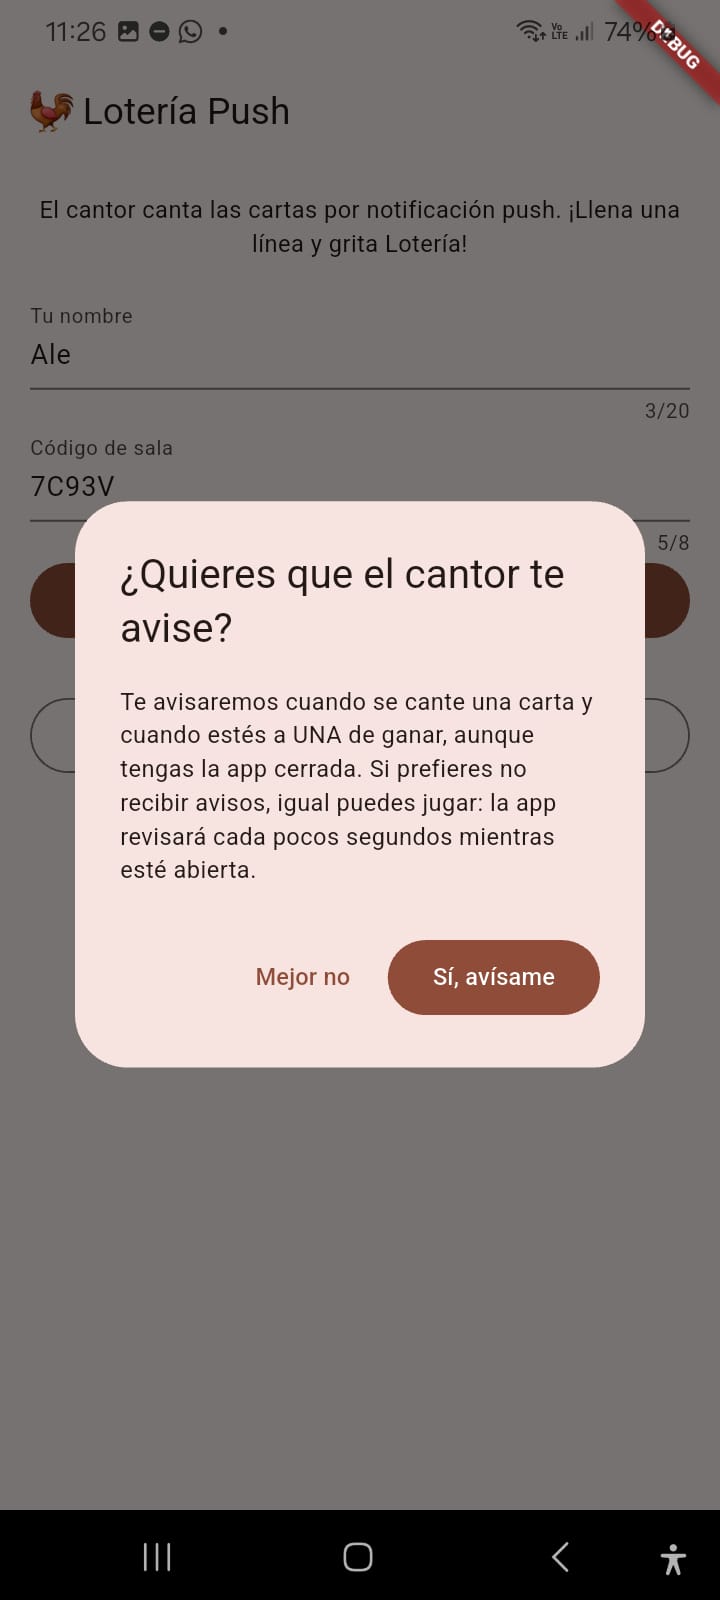 11:26
Vo
LTE
74%
DEBUG
Lotería Push
El cantor canta las cartas por notificación push. ¡Llena una
línea y grita Lotería!
Tu nombre
Ale
3/20
Código de sala
7C93V
5/8
¿Quieres que el cantor te
avise?
Te avisaremos cuando se cante una carta y
cuando estés a UNA de ganar, aunque
tengas la app cerrada. Si prefieres no
recibir avisos, igual puedes jugar: la app
revisará cada pocos segundos mientras
esté abierta.
Mejor no
Sí, avísame